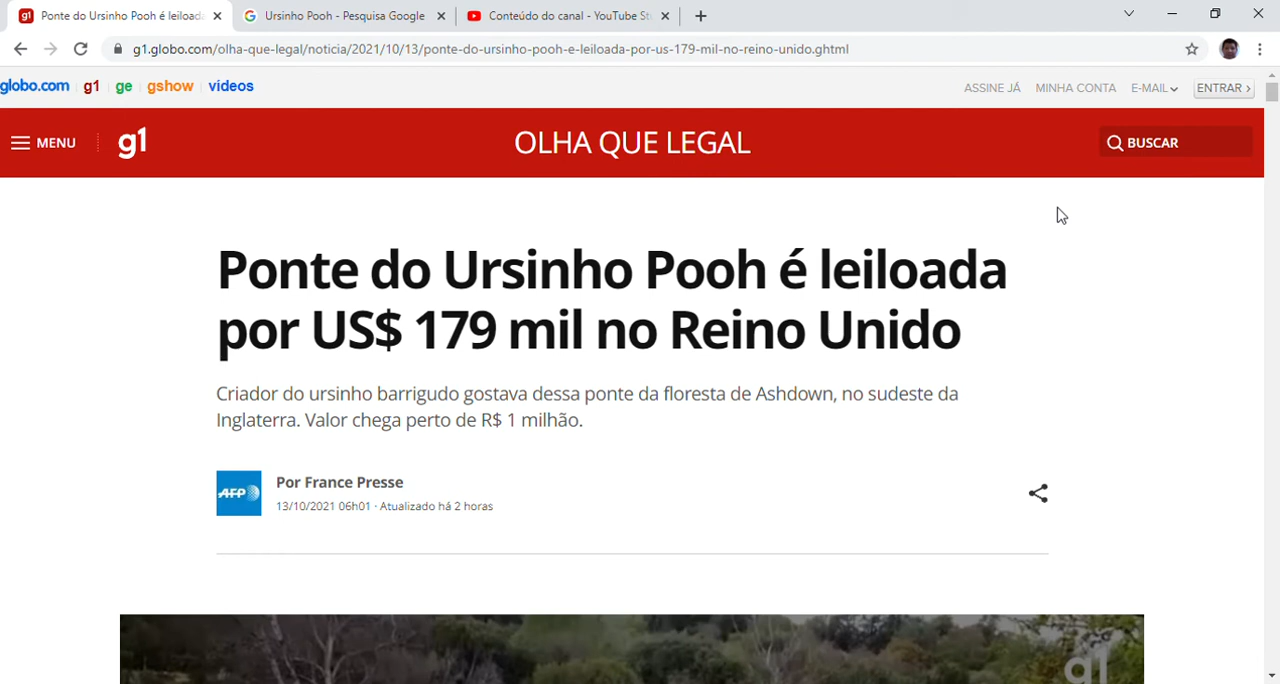 Ponte do Ursinho Pooh é leiloada
Ursinho Pooh - Pesquisa Google
Conteúdo do canal - YouTube St
g1.globo.com/olha-que-legal/noticia/2021/10/13/ponte-do-ursinho-pooh-e-leiloada-por-us-179-mil-no-reino-unido.ghtml
globo.com g1 ge gshow videos
ASSINE JÁ MINHA CONTA E-MAIL ENTRAR ›
MENU g1 OLHA QUE LEGAL BUSCAR
Ponte do Ursinho Pooh é leiloada
por US$ 179 mil no Reino Unido
Criador do ursinho barrigudo gostava dessa ponte da floresta de Ashdown, no sudeste da
Inglaterra. Valor chega perto de R$ 1 milhão.
AFP
Por France Presse
13/10/2021 06h01 · Atualizado há 2 horas
g1